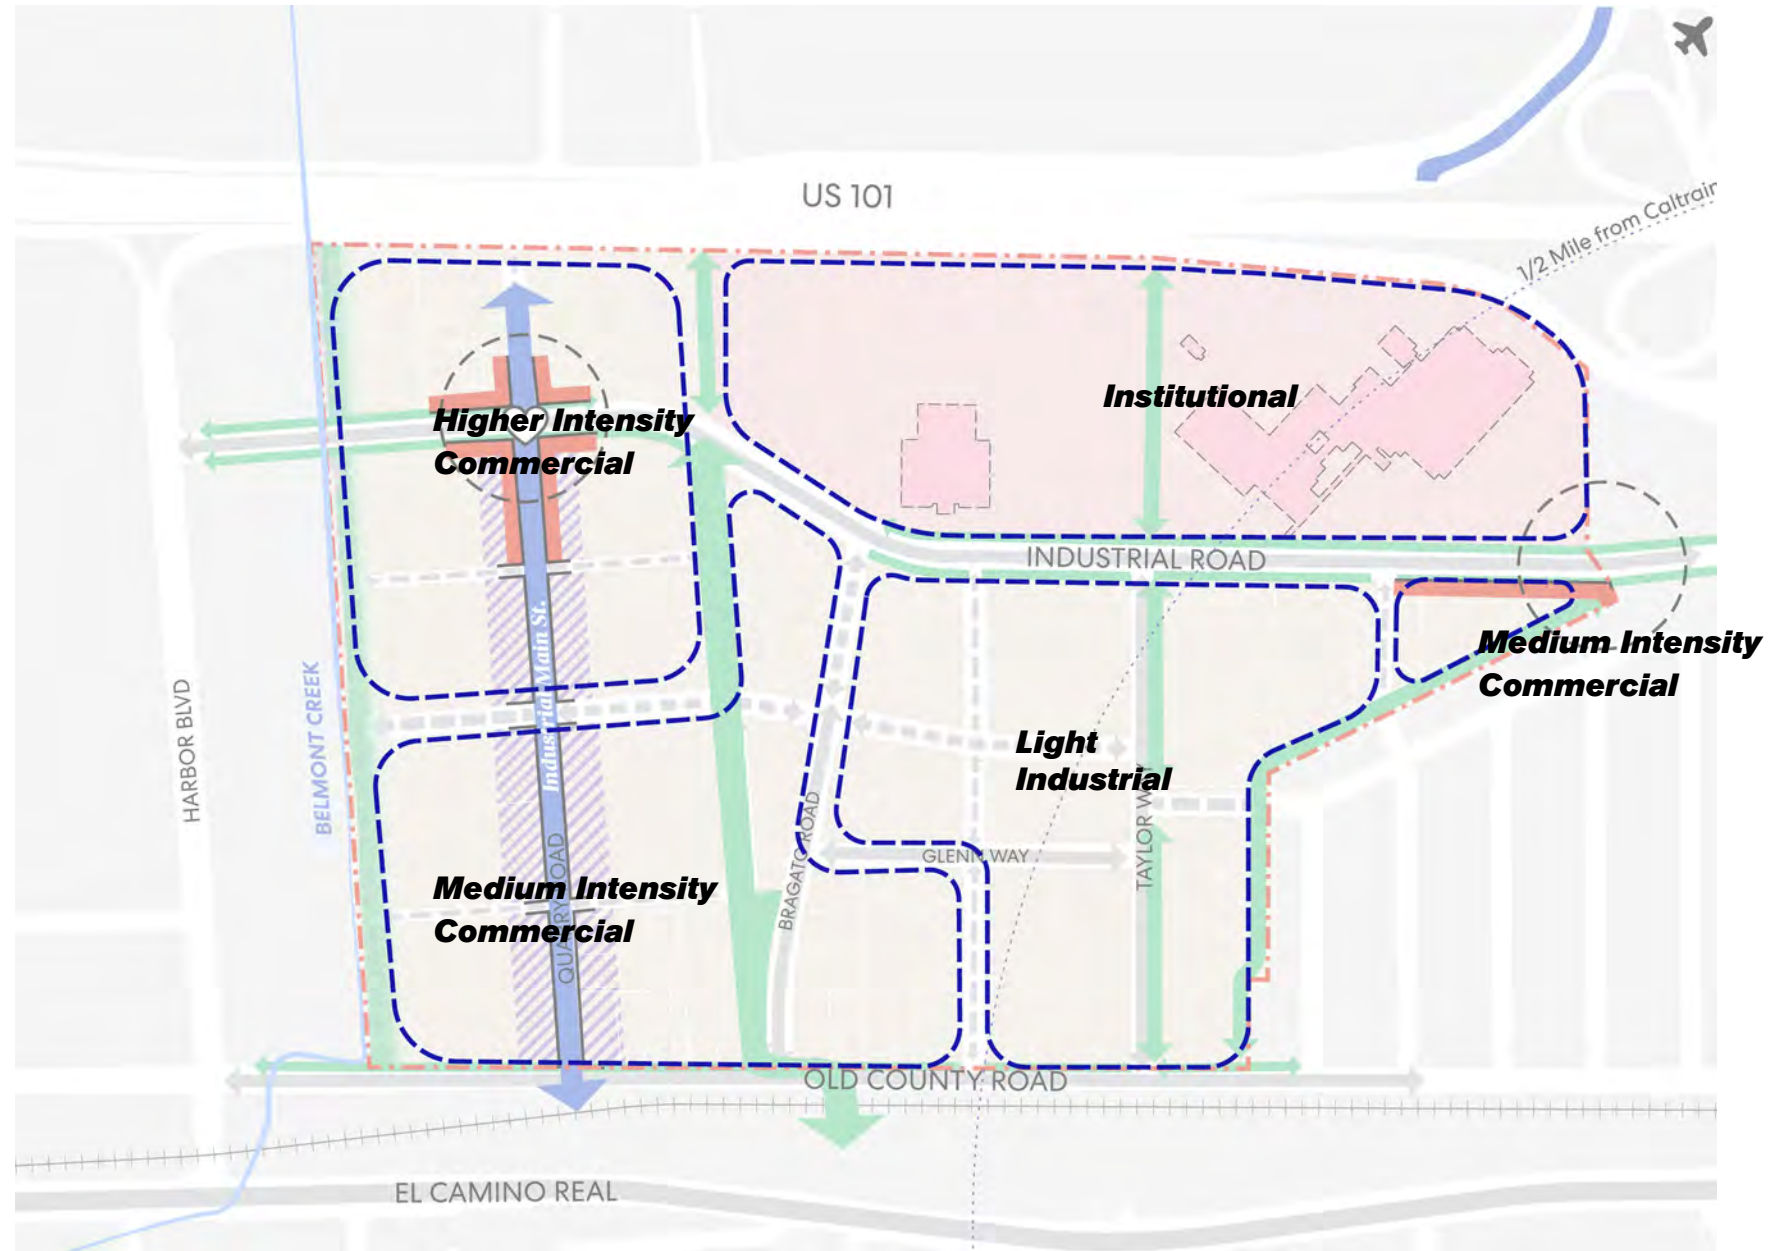 US 101
1/2 Mile from Caltrain
Institutional
Higher Intensity
Commercial
INDUSTRIAL ROAD
Medium Intensity
Commercial
HARBOR BLVD
BELMONT CREEK
Industrial Main St.
Light
Industrial
BRAGATO ROAD
GLENN WAY
TAYLOR WAY
QUARRY ROAD
Medium Intensity
Commercial
OLD COUNTY ROAD
EL CAMINO REAL